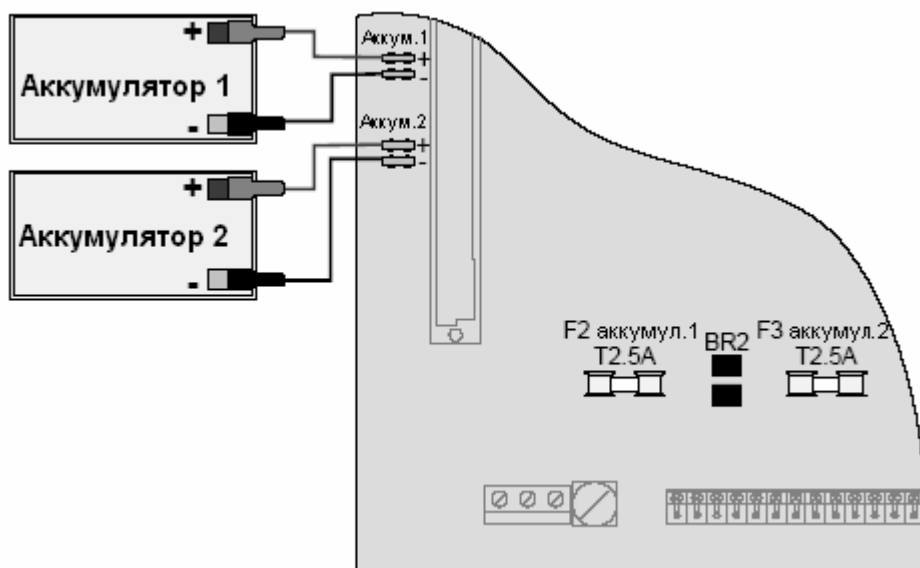 +
Аккумулятор 1
-
+
Аккумулятор 2
-
Аккум.1
+
-
Аккум.2
+
-
F2 аккумул.1
T2.5A
BR2
F3 аккумул.2
T2.5A